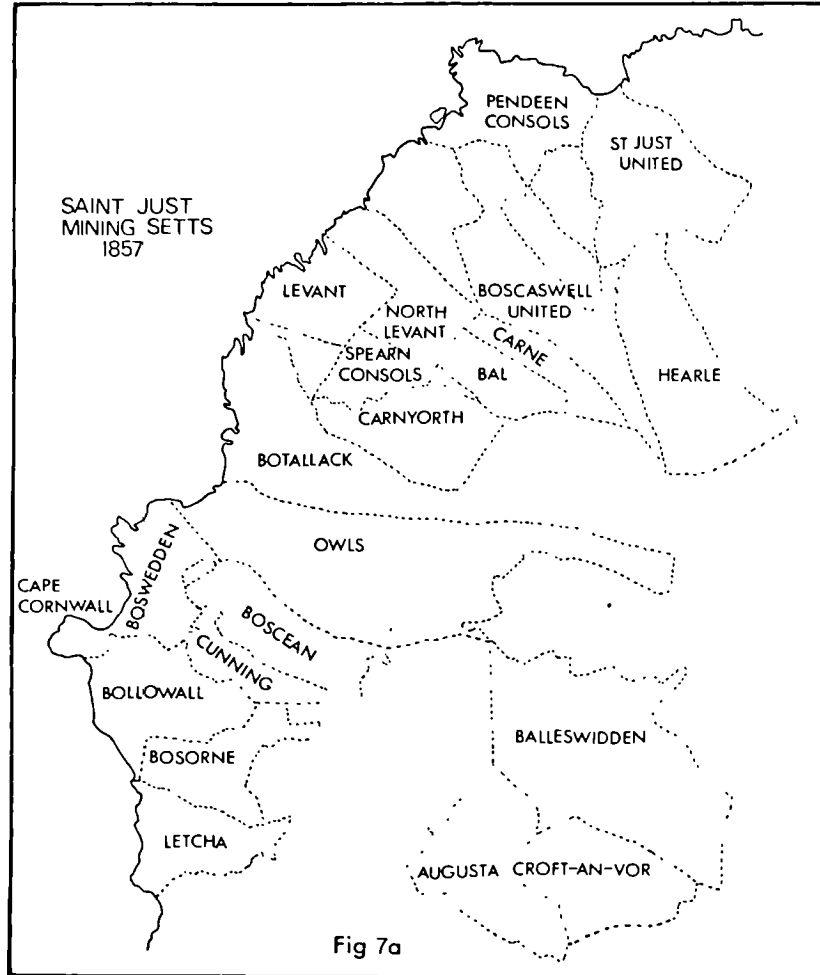 PENDEEN
CONSOLS
ST JUST
UNITED
SAINT JUST
MINING SETTS
1857
LEVANT
NORTH
LEVANT
BOSCASWELL
UNITED
CARNE
SPEARN
CONSOLS
BAL
HEARLE
CARNYORTH
BOTALLACK
OWLS
BOSWEDDEN
CAPE
CORNWALL
BOSCEAN
CUNNING
BOLLOWALL
BALLESWIDDEN
BOSORNE
LETCHA
AUGUSTA
CROFT-AN-VOR
Fig 7a